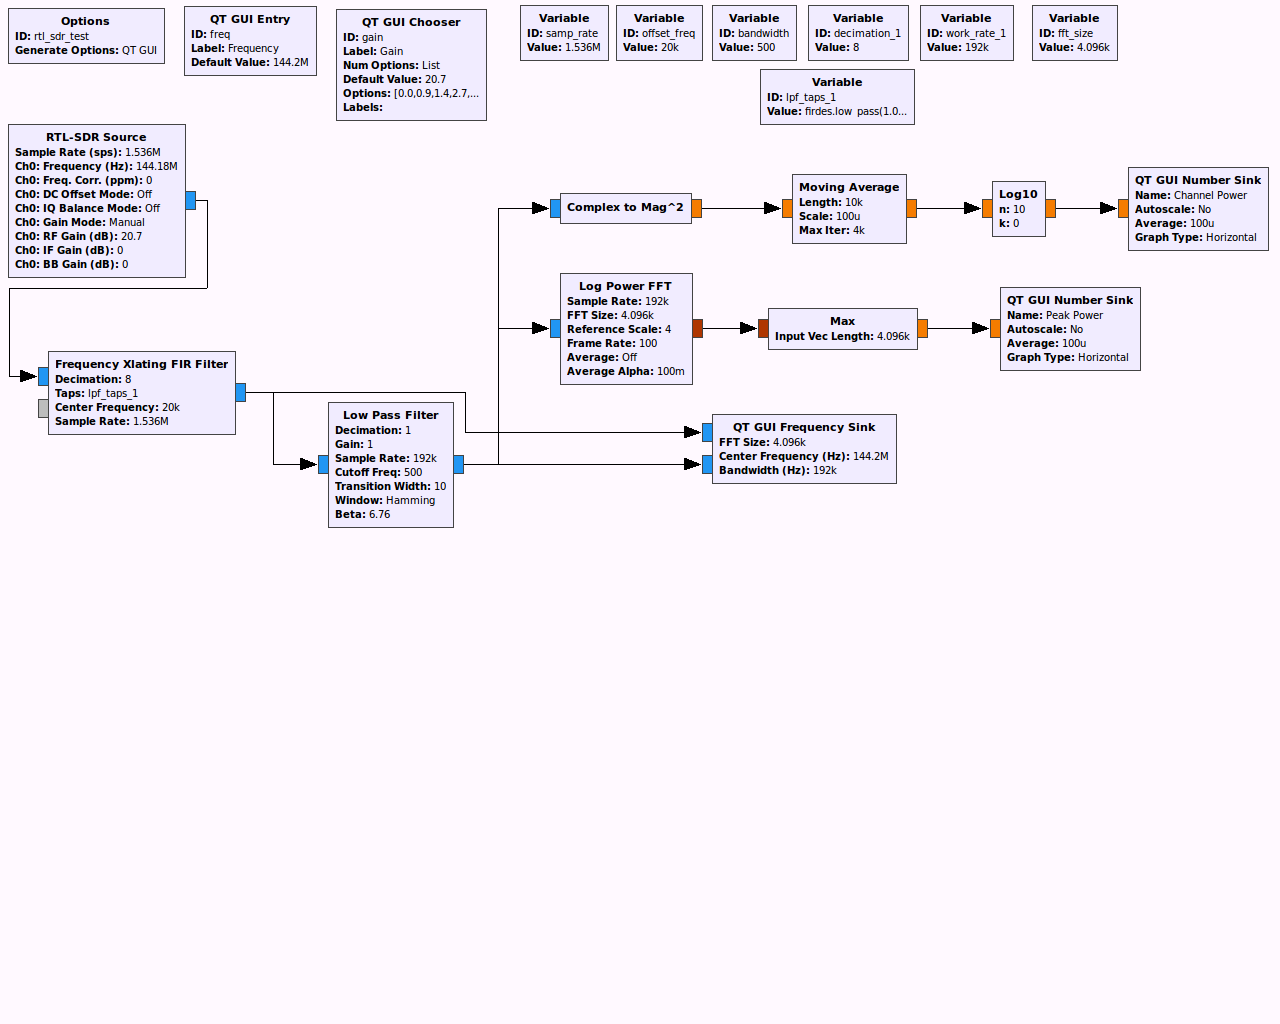 Options
ID: rtl_sdr_test
Generate Options: QT GUI
QT GUI Entry
ID: freq
Label: Frequency
Default Value: 144.2M
QT GUI Chooser
ID: gain
Label: Gain
Num Options: List
Default Value: 20.7
Options: [0.0,0.9,1.4,2.7,...
Labels:
Variable
ID: samp_rate
Value: 1.536M
Variable
ID: offset_freq
Value: 20k
Variable
ID: bandwidth
Value: 500
Variable
ID: decimation_1
Value: 8
Variable
ID: work_rate_1
Value: 192k
Variable
ID: fft_size
Value: 4.096k
Variable
ID: lpf_taps_1
Value: firdes.low_pass(1.0...
RTL-SDR Source
Sample Rate (sps): 1.536M
Ch0: Frequency (Hz): 144.18M
Ch0: Freq. Corr. (ppm): 0
Ch0: DC Offset Mode: Off
Ch0: IQ Balance Mode: Off
Ch0: Gain Mode: Manual
Ch0: RF Gain (dB): 20.7
Ch0: IF Gain (dB): 0
Ch0: BB Gain (dB): 0
Complex to Mag^2
Moving Average
Length: 10k
Scale: 100u
Max Iter: 4k
Log10
n: 10
k: 0
QT GUI Number Sink
Name: Channel Power
Autoscale: No
Average: 100u
Graph Type: Horizontal
Log Power FFT
Sample Rate: 192k
FFT Size: 4.096k
Reference Scale: 4
Frame Rate: 100
Average: Off
Average Alpha: 100m
Max
Input Vec Length: 4.096k
QT GUI Number Sink
Name: Peak Power
Autoscale: No
Average: 100u
Graph Type: Horizontal
Frequency Xlating FIR Filter
Decimation: 8
Taps: lpf_taps_1
Center Frequency: 20k
Sample Rate: 1.536M
Low Pass Filter
Decimation: 1
Gain: 1
Sample Rate: 192k
Cutoff Freq: 500
Transition Width: 10
Window: Hamming
Beta: 6.76
QT GUI Frequency Sink
FFT Size: 4.096k
Center Frequency (Hz): 144.2M
Bandwidth (Hz): 192k